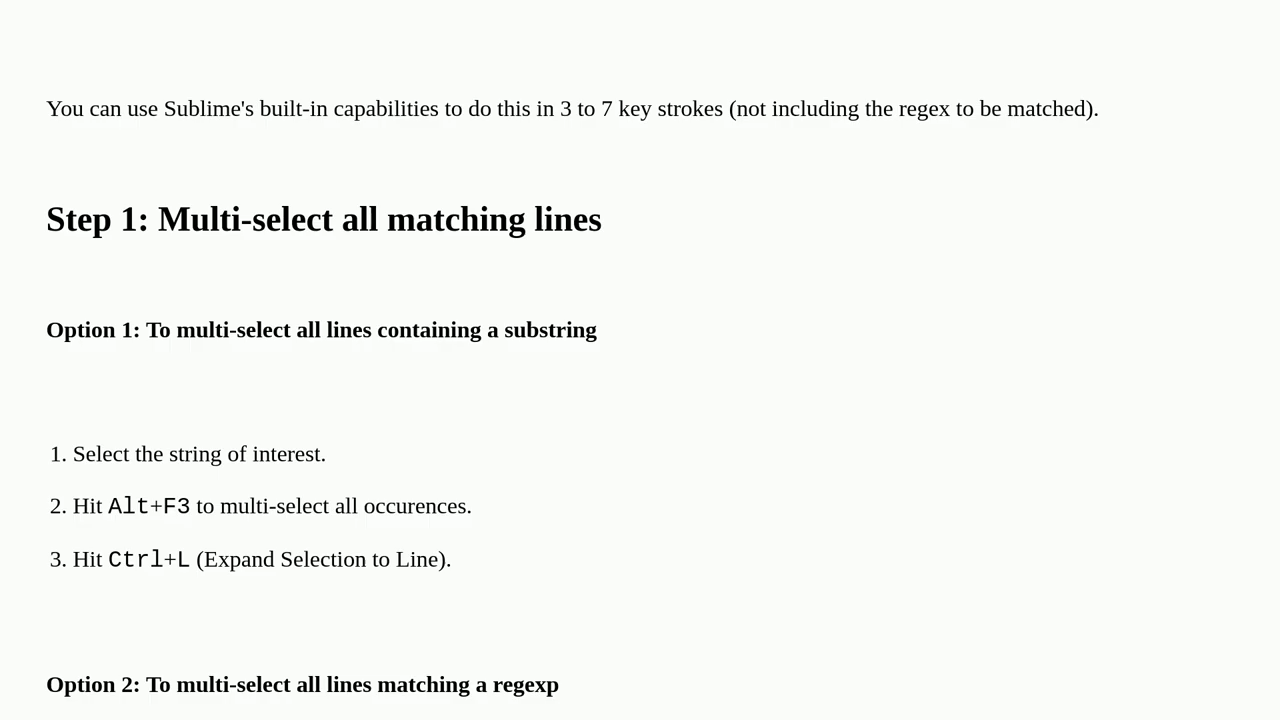 You can use Sublime's built-in capabilities to do this in 3 to 7 key strokes (not including the regex to be matched).
Step 1: Multi-select all matching lines
Option 1: To multi-select all lines containing a substring
1. Select the string of interest.
2. Hit Alt+F3 to multi-select all occurences.
3. Hit Ctrl+L (Expand Selection to Line).
Option 2: To multi-select all lines matching a regexp